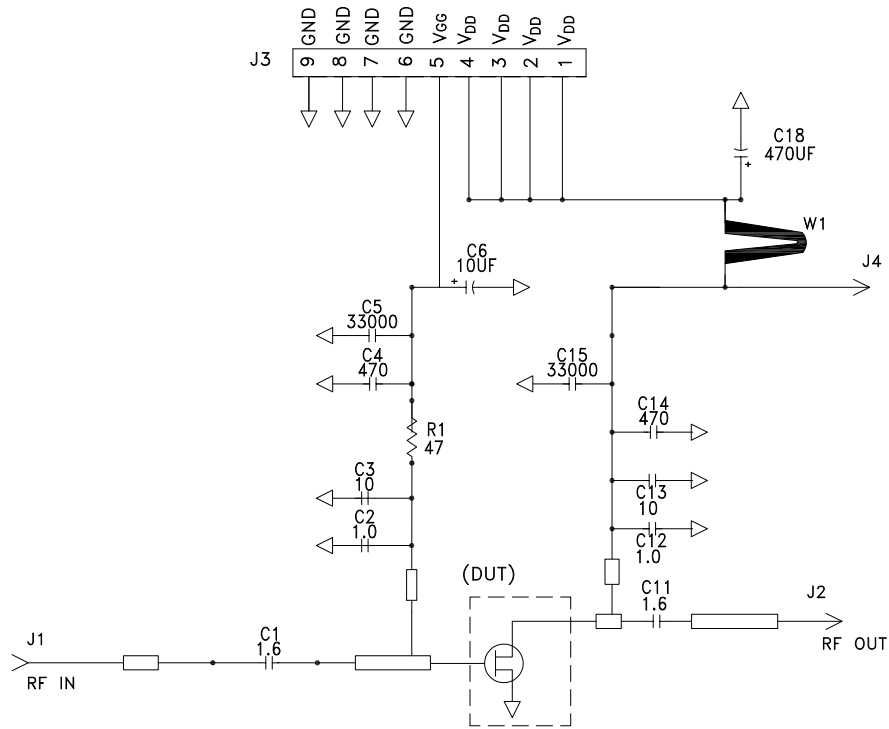 GND
GND
GND
GND
VGG
VDD
VDD
VDD
VDD
J3
9
8
7
6
5
4
3
2
1
C18
470UF
W1
J4
C6
10UF
C5
33000
C4
470
C15
33000
C14
470
R1
47
C3
10
C13
10
C2
1.0
C12
1.0
(DUT)
C11
1.6
J2
RF OUT
J1
C1
1.6
RF IN
+
+